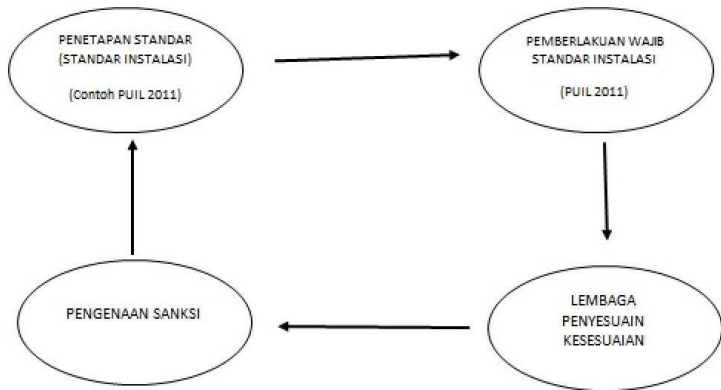 PENETAPAN STANDAR
(STANDAR INSTALASI)
(Contoh PUIL 2011)
PEMBERLAKUAN WAJIB
STANDAR INSTALASI
(PUIL 2011)
LEMBAGA
PENYESUAIN
KESESUAIAN
PENGENAAN SANKSI